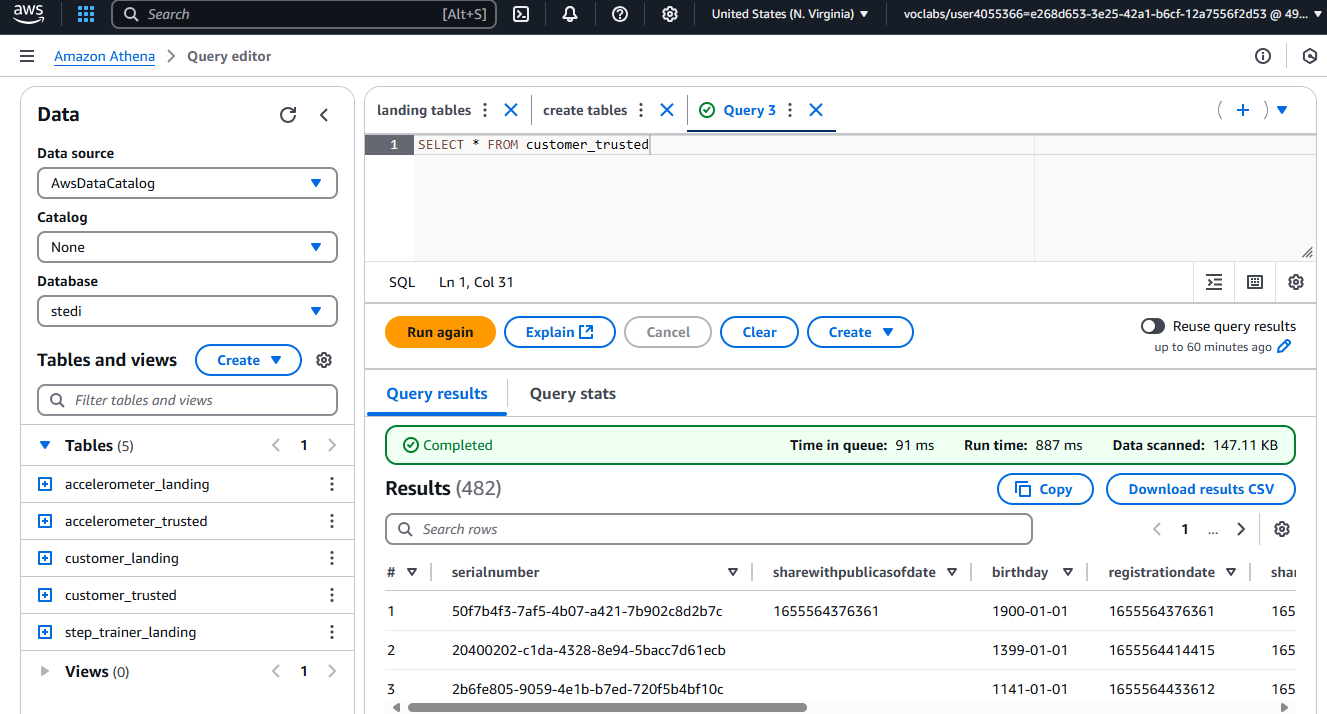 aws
Search [Alt+S] United States (N. Virginia) voclabs/user4055366=e268d653-3e25-42a1-b6cf-12a7556f2d53 @ 49...
Amazon Athena > Query editor
Data
Data source
AwsDataCatalog
Catalog
None
Database
stedi
Tables and views Create
Filter tables and views
Tables (5) < 1 >
accelerometer_landing
accelerometer_trusted
customer_landing
customer_trusted
step_trainer_landing
Views (0) < 1 >
landing tables create tables Query 3
1 SELECT * FROM customer_trusted
SQL Ln 1, Col 31
Run again Explain Cancel Clear Create Reuse query results
up to 60 minutes ago
Query results Query stats
Completed Time in queue: 91 ms Run time: 887 ms Data scanned: 147.11 KB
Results (482) Copy Download results CSV
Search rows < 1 ... >
# serialnumber sharewithpublicasofdate birthday registrationdate shar
1 50f7b4f3-7af5-4b07-a421-7b902c8d2b7c 1655564376361 1900-01-01 1655564376361 165
2 20400202-c1da-4328-8e94-5bacc7d61ecb 1399-01-01 1655564414415 165
3 2b6fe805-9059-4e1b-b7ed-720f5b4bf10c 1141-01-01 1655564433612 165